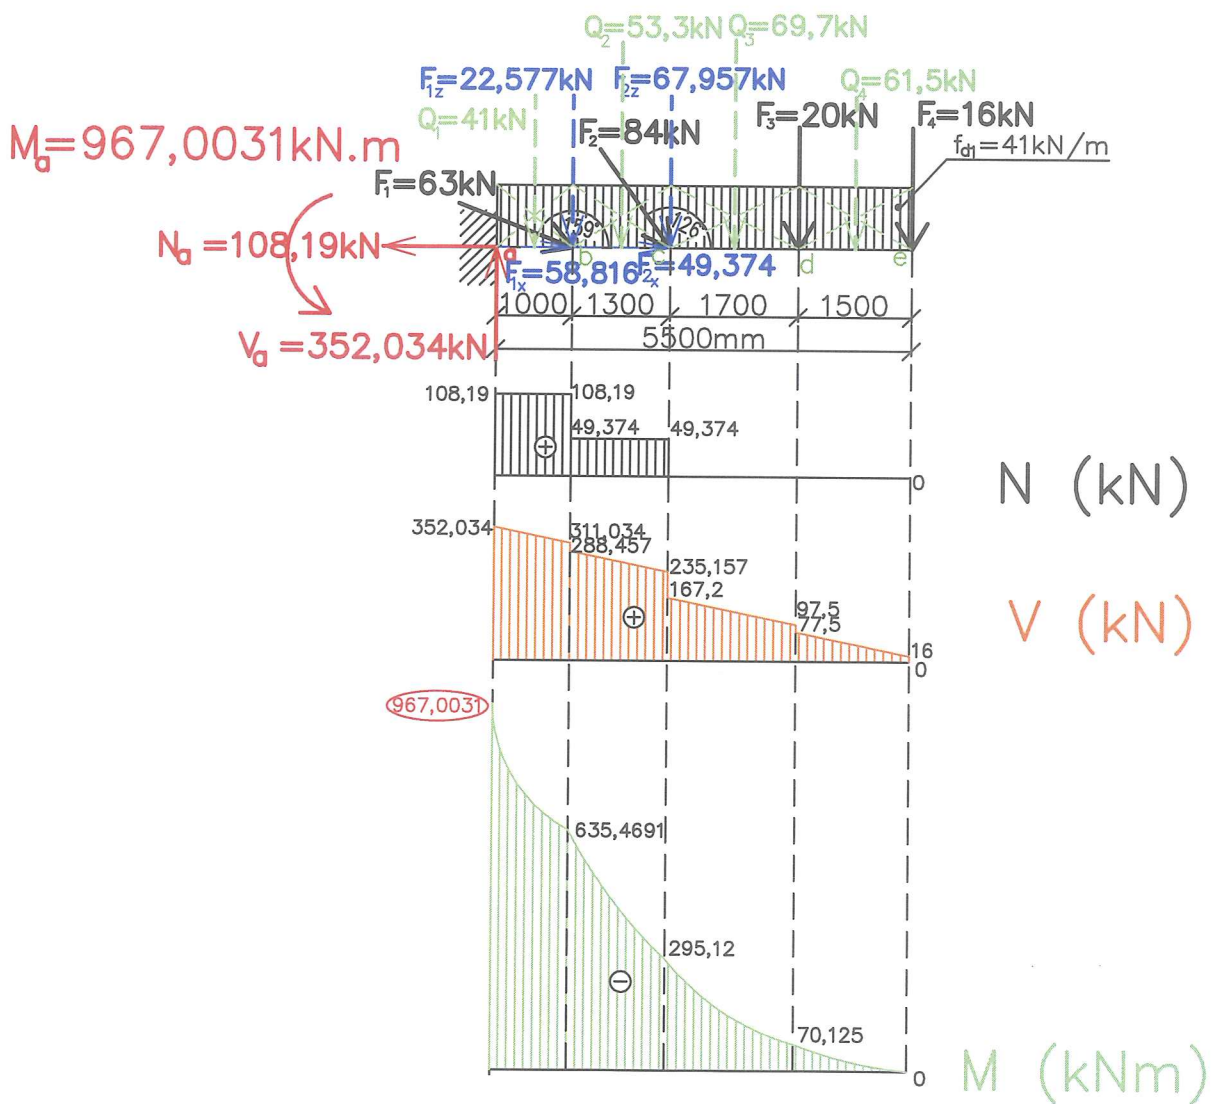 Q2=53,3kN Q3=69,7kN
F1z=22,577kN F2z=67,957kN Q4=61,5kN
Q1=41kN F2=84kN F3=20kN F4=16kN
Ma=967,0031kN.m
fd1=41kN/m
F1=63kN
159° 126°
Na =108,19kN
a b c d e
F1x=58,816 F2x=49,374
1000 1300 1700 1500
Va =352,034kN
5500mm
108,19 108,19
49,374 49,374
+
0
N (kN)
352,034 311,034
288,457
235,157
167,2
97,5
77,5
+
16
0
V (kN)
967,0031
635,4691
295,12
−
70,125
0
M (kNm)